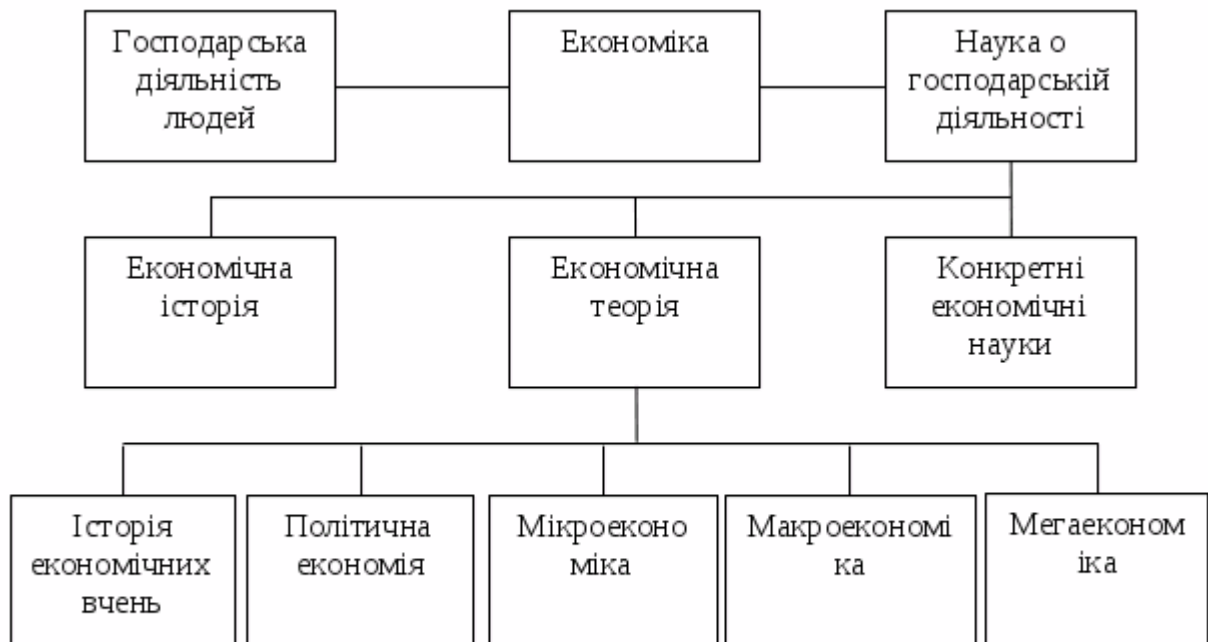 Господарська
діяльність
людей
Економіка
Наука о
господарській
діяльності
Економічна
історія
Економічна
теорія
Конкретні
економічні
науки
Історія
економічних
вчень
Політична
економія
Мікроеконо
міка
Макроекономі
ка
Мегаеконом
іка